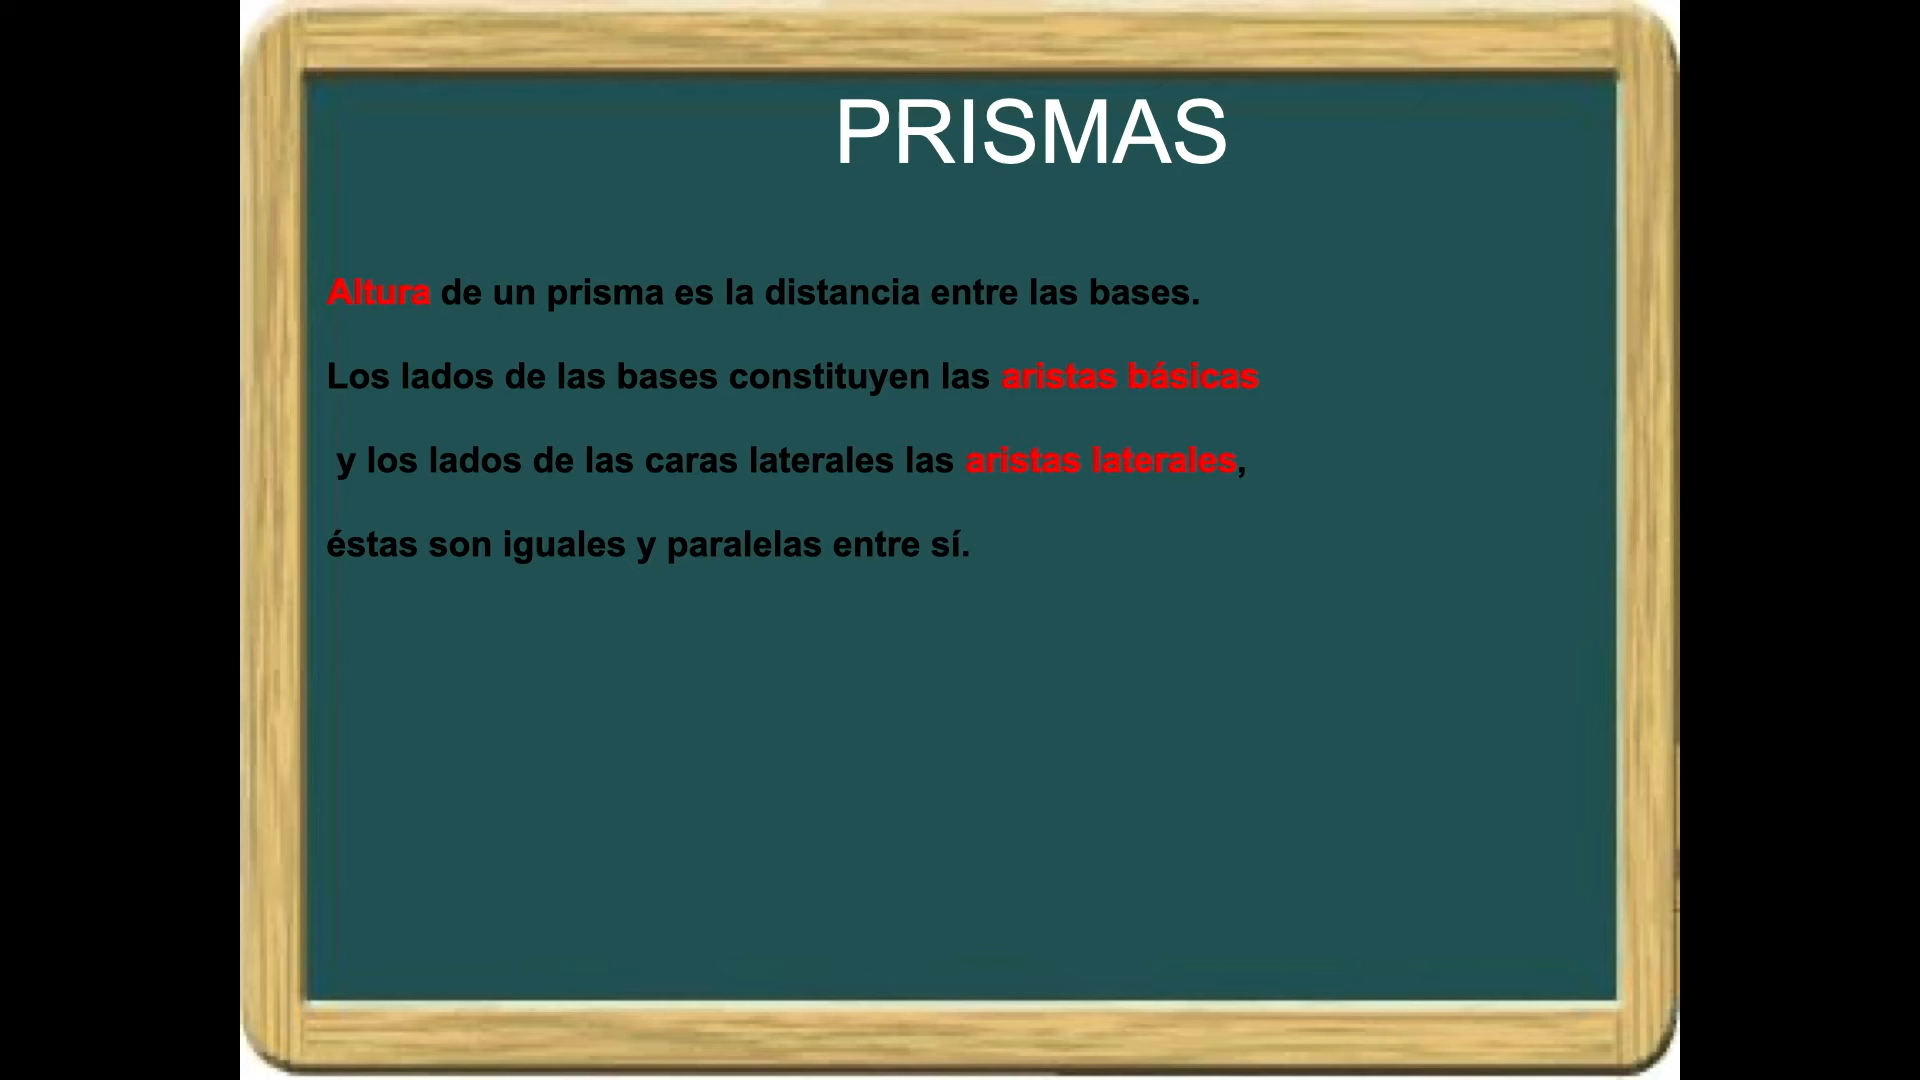 PRISMAS
Altura de un prisma es la distancia entre las bases.
Los lados de las bases constituyen las aristas básicas
y los lados de las caras laterales las aristas laterales,
éstas son iguales y paralelas entre sí.